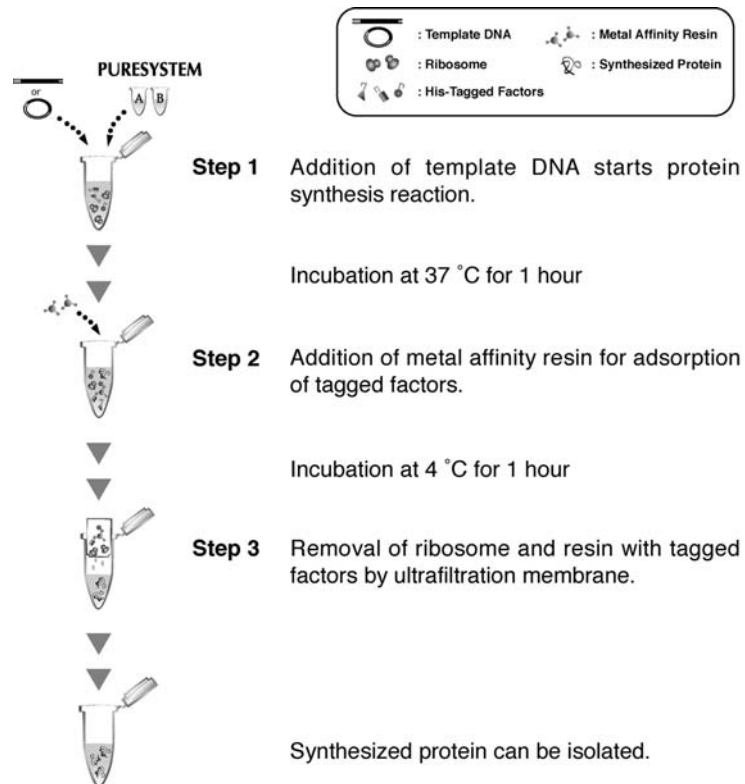 : Template DNA
: Metal Affinity Resin
: Ribosome
: Synthesized Protein
: His-Tagged Factors
or
PURESYSTEM
A B
Step 1 Addition of template DNA starts protein
synthesis reaction.
Incubation at 37 °C for 1 hour
Step 2 Addition of metal affinity resin for adsorption
of tagged factors.
Incubation at 4 °C for 1 hour
Step 3 Removal of ribosome and resin with tagged
factors by ultrafiltration membrane.
Synthesized protein can be isolated.